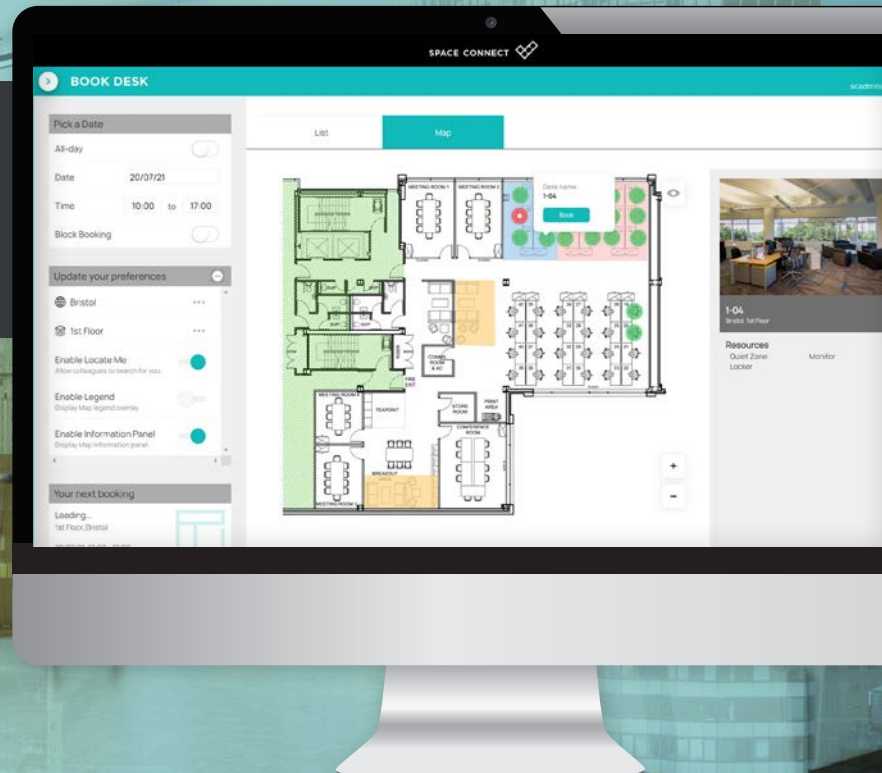 SPACE CONNECT
BOOK DESK
Pick a Date
All-day
Date 20/07/21
Time 10:00 to 17:00
Block Booking
Update your preferences
Bristol
1st Floor
Enable Locate Me
Allow colleagues to search for you.
Enable Legend
Display Map legend overlay
Enable Information Panel
Display Map information panel
Your next booking
Loading...
1st Floor, Bristol
List
Map
MEETING ROOM 1
MEETING ROOM 2
Desk name:
1-04
Book
COMMS
ROOM
& AC
FIRE
EXIT
TEAPOINT
STORE
ROOM
PRINT
AREA
CONFERENCE
ROOM
BREAKOUT
+
-
1-04
Bristol, 1st Floor
Resources
Quiet Zone
Monitor
Locker